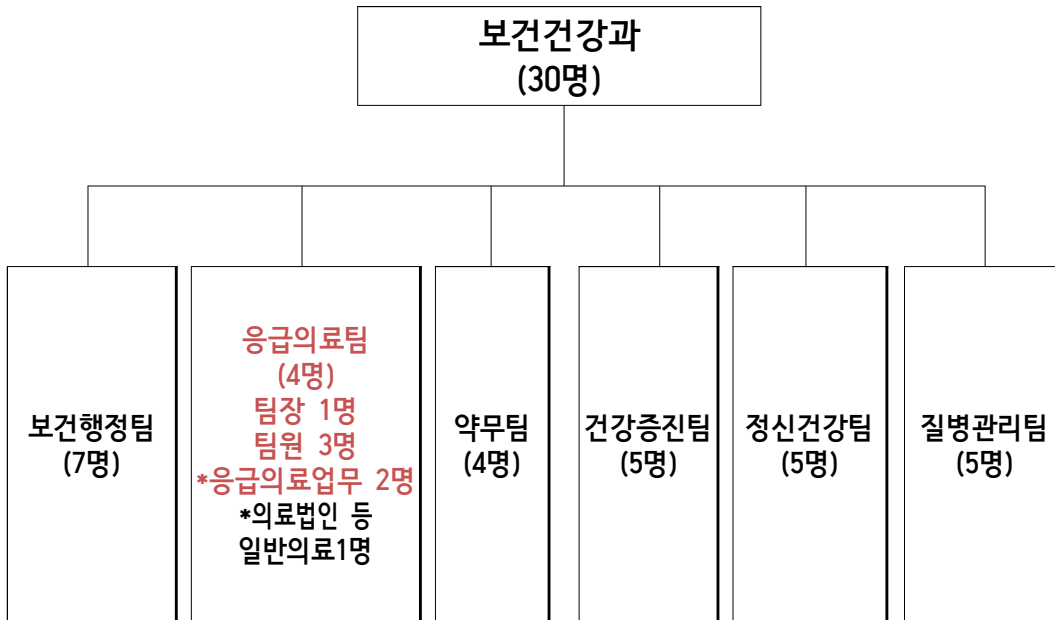 보건건강과
(30명)
보건행정팀
(7명)
응급의료팀
(4명)
팀장 1명
팀원 3명
*응급의료업무 2명
*의료법인 등
일반의료1명
약무팀
(4명)
건강증진팀
(5명)
정신건강팀
(5명)
질병관리팀
(5명)